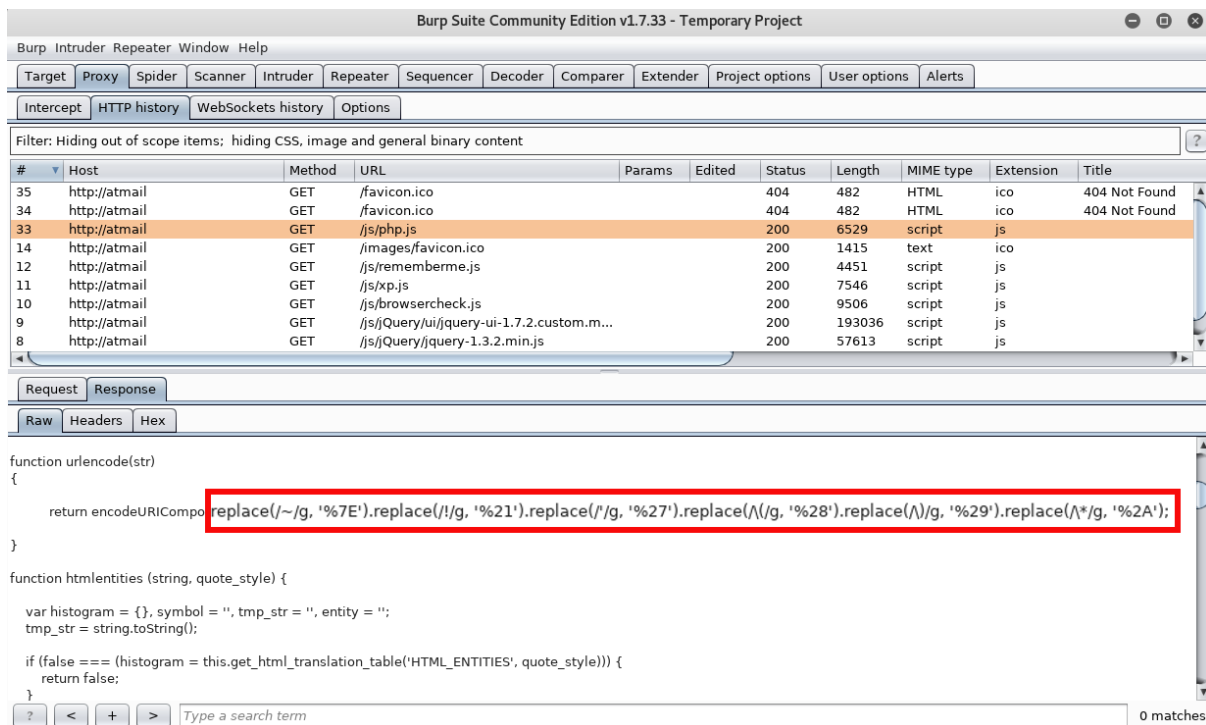 Burp Suite Community Edition v1.7.33 - Temporary Project
Burp Intruder Repeater Window Help
Target Proxy Spider Scanner Intruder Repeater Sequencer Decoder Comparer Extender Project options User options Alerts
Intercept HTTP history WebSockets history Options
Filter: Hiding out of scope items; hiding CSS, image and general binary content ?
# Host Method URL Params Edited Status Length MIME type Extension Title
35 http://atmail GET /favicon.ico 404 482 HTML ico 404 Not Found
34 http://atmail GET /favicon.ico 404 482 HTML ico 404 Not Found
33 http://atmail GET /js/php.js 200 6529 script js
14 http://atmail GET /images/favicon.ico 200 1415 text ico
12 http://atmail GET /js/rememberme.js 200 4451 script js
11 http://atmail GET /js/xp.js 200 7546 script js
10 http://atmail GET /js/browsercheck.js 200 9506 script js
9 http://atmail GET /js/jQuery/ui/jquery-ui-1.7.2.custom.m... 200 193036 script js
8 http://atmail GET /js/jQuery/jquery-1.3.2.min.js 200 57613 script js
Request Response
Raw Headers Hex
function urlencode(str)
{
return encodeURICompo replace(/~/g, '%7E').replace(/!/g, '%21').replace(/'/g, '%27').replace(/\(/g, '%28').replace(/\)/g, '%29').replace(/\*/g, '%2A');
}
function htmlentities (string, quote_style) {
var histogram = {}, symbol = '', tmp_str = '', entity = '';
tmp_str = string.toString();
if (false === (histogram = this.get_html_translation_table('HTML_ENTITIES', quote_style))) {
return false;
}
? < + > Type a search term 0 matches